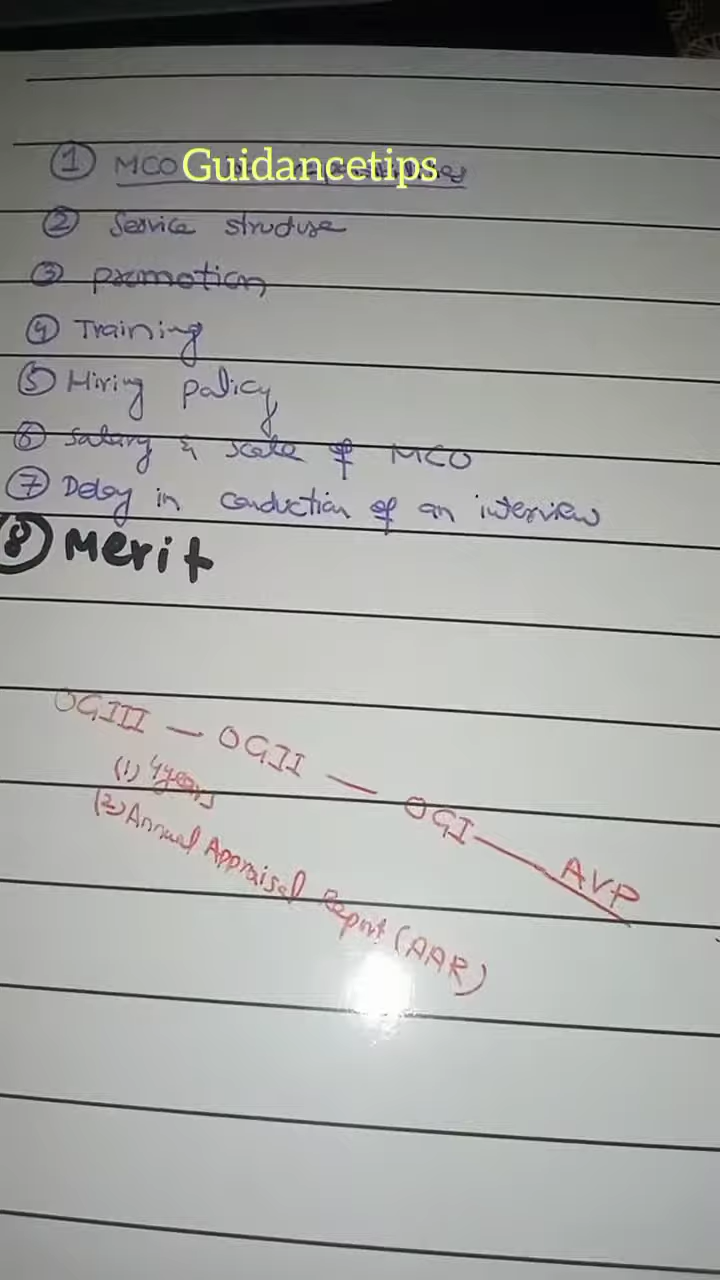 ① MCO
Guidancetips
② Service structure
③ promotion
④ Training
⑤ Hiring policy
⑥ Salary & scale of MCO
⑦ Delay in conduction of an interview
⑧ Merit
OGIII — OGII — OGI — AVP
(1) 4years
(2) Annual Appraisal Report (AAR)